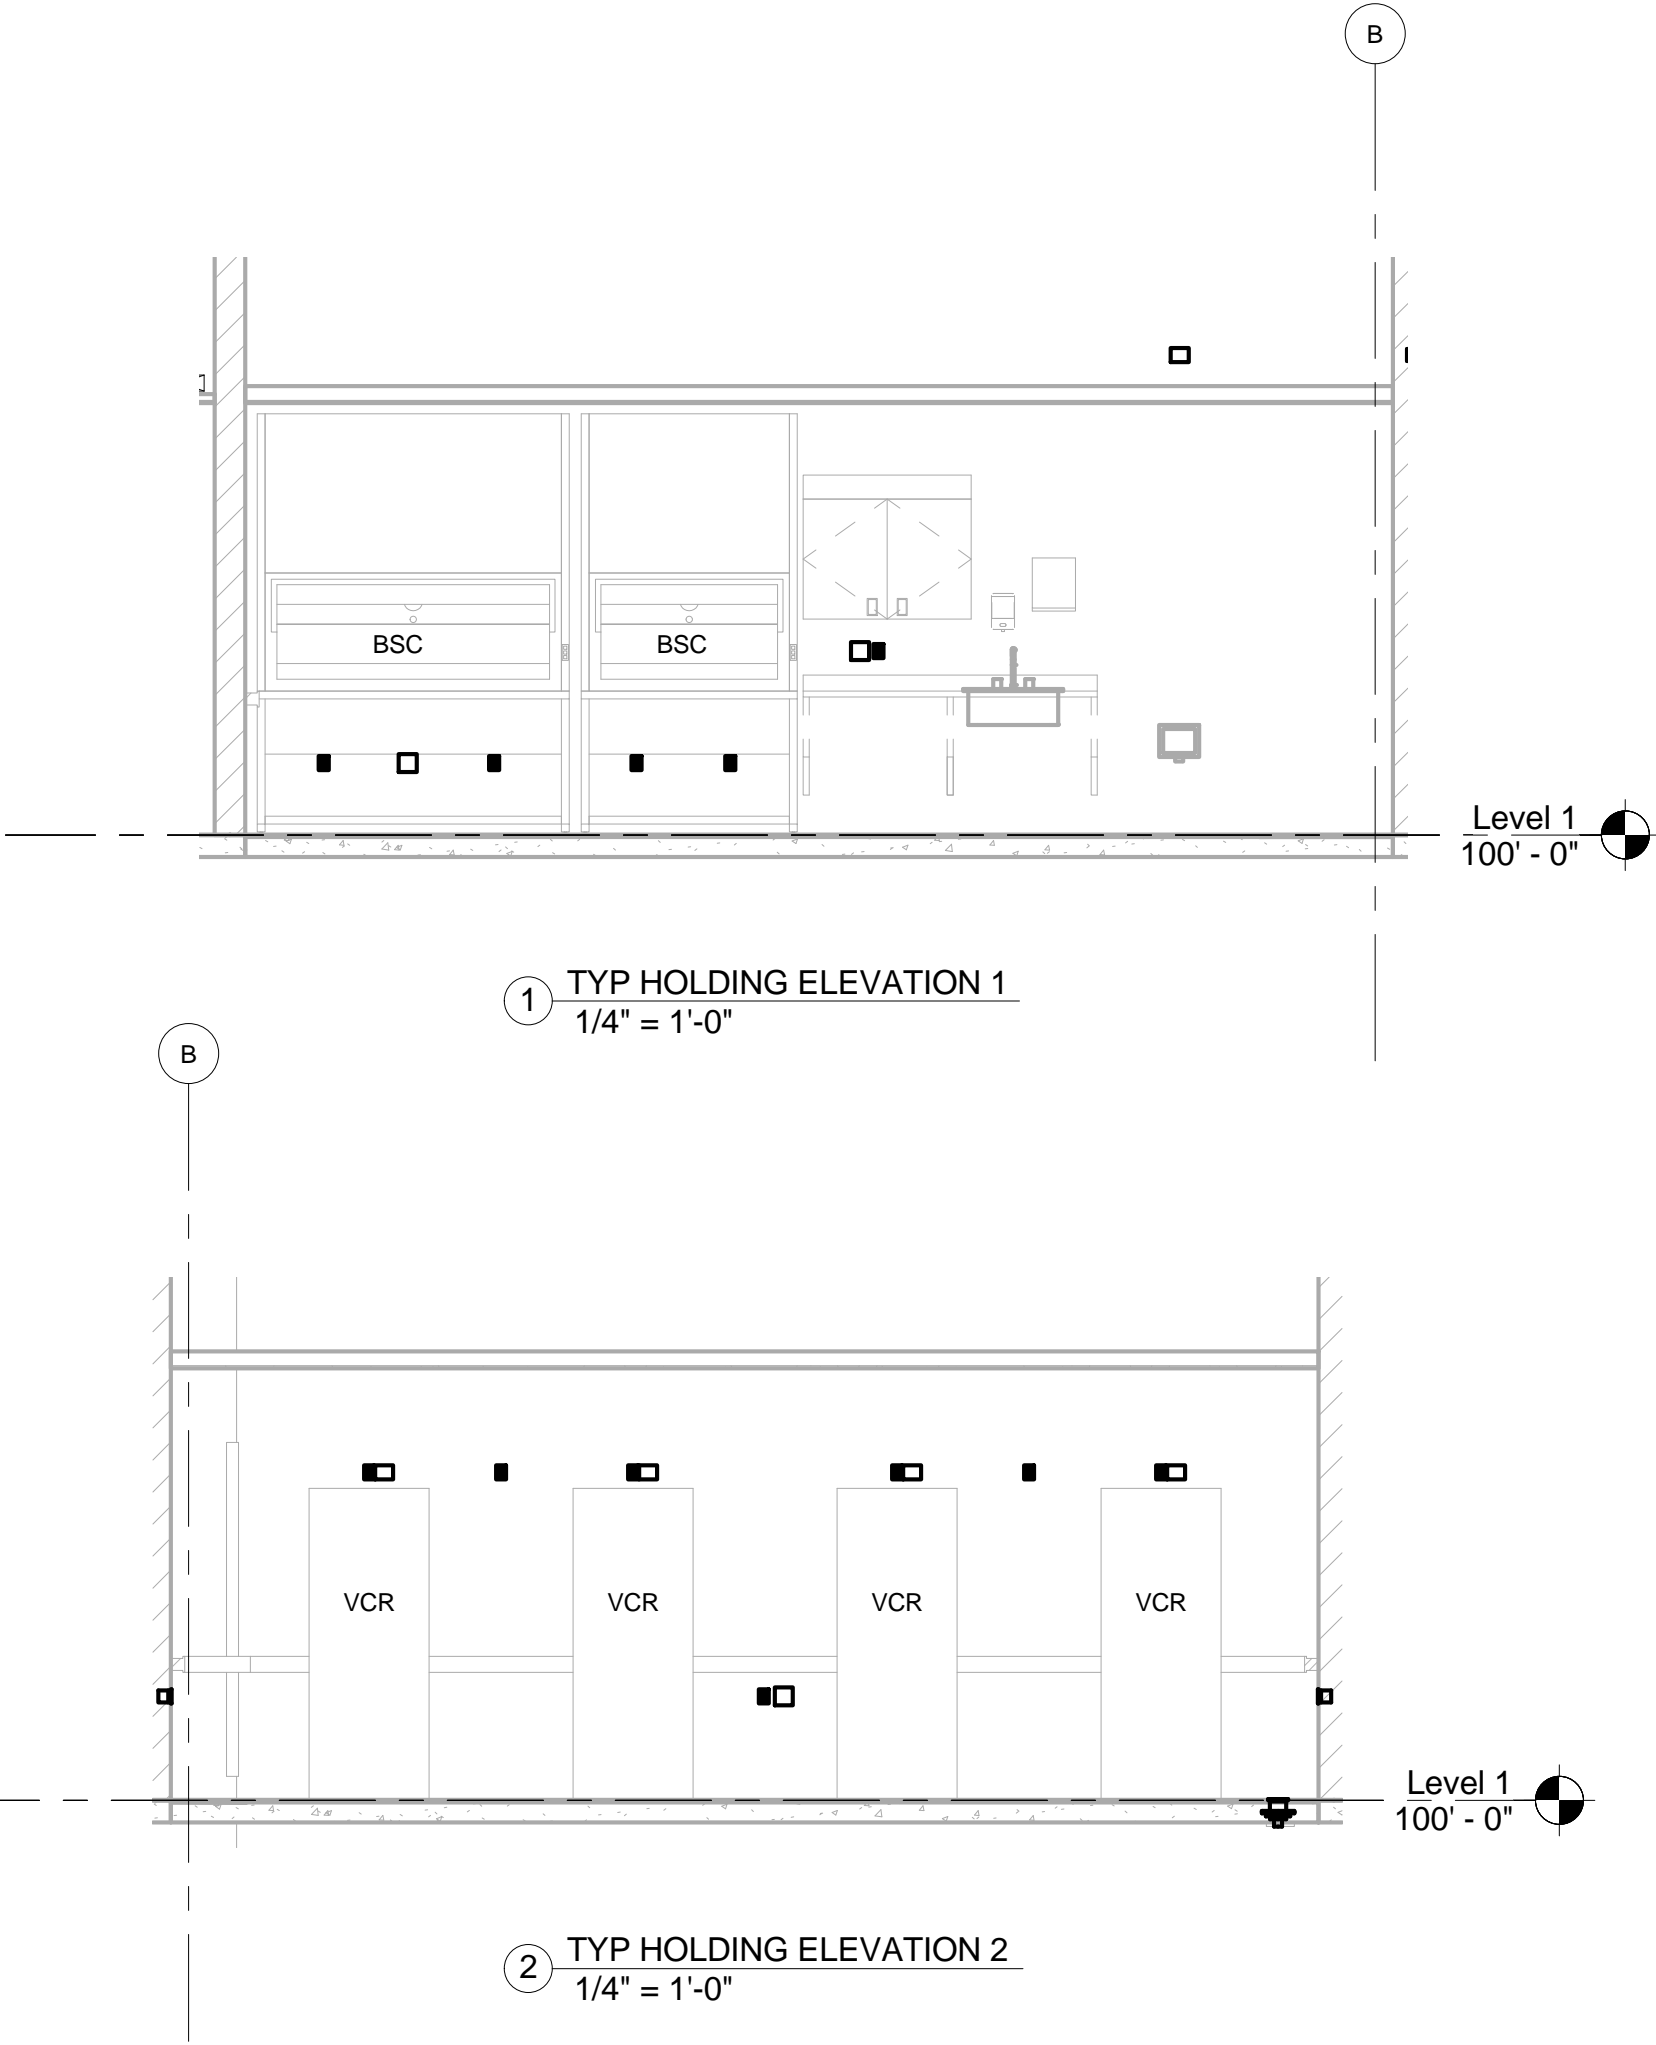 B
BSC
BSC
Level 1
100' - 0"
1
TYP HOLDING ELEVATION 1
1/4" = 1'-0"
B
VCR
VCR
VCR
VCR
Level 1
100' - 0"
2
TYP HOLDING ELEVATION 2
1/4" = 1'-0"